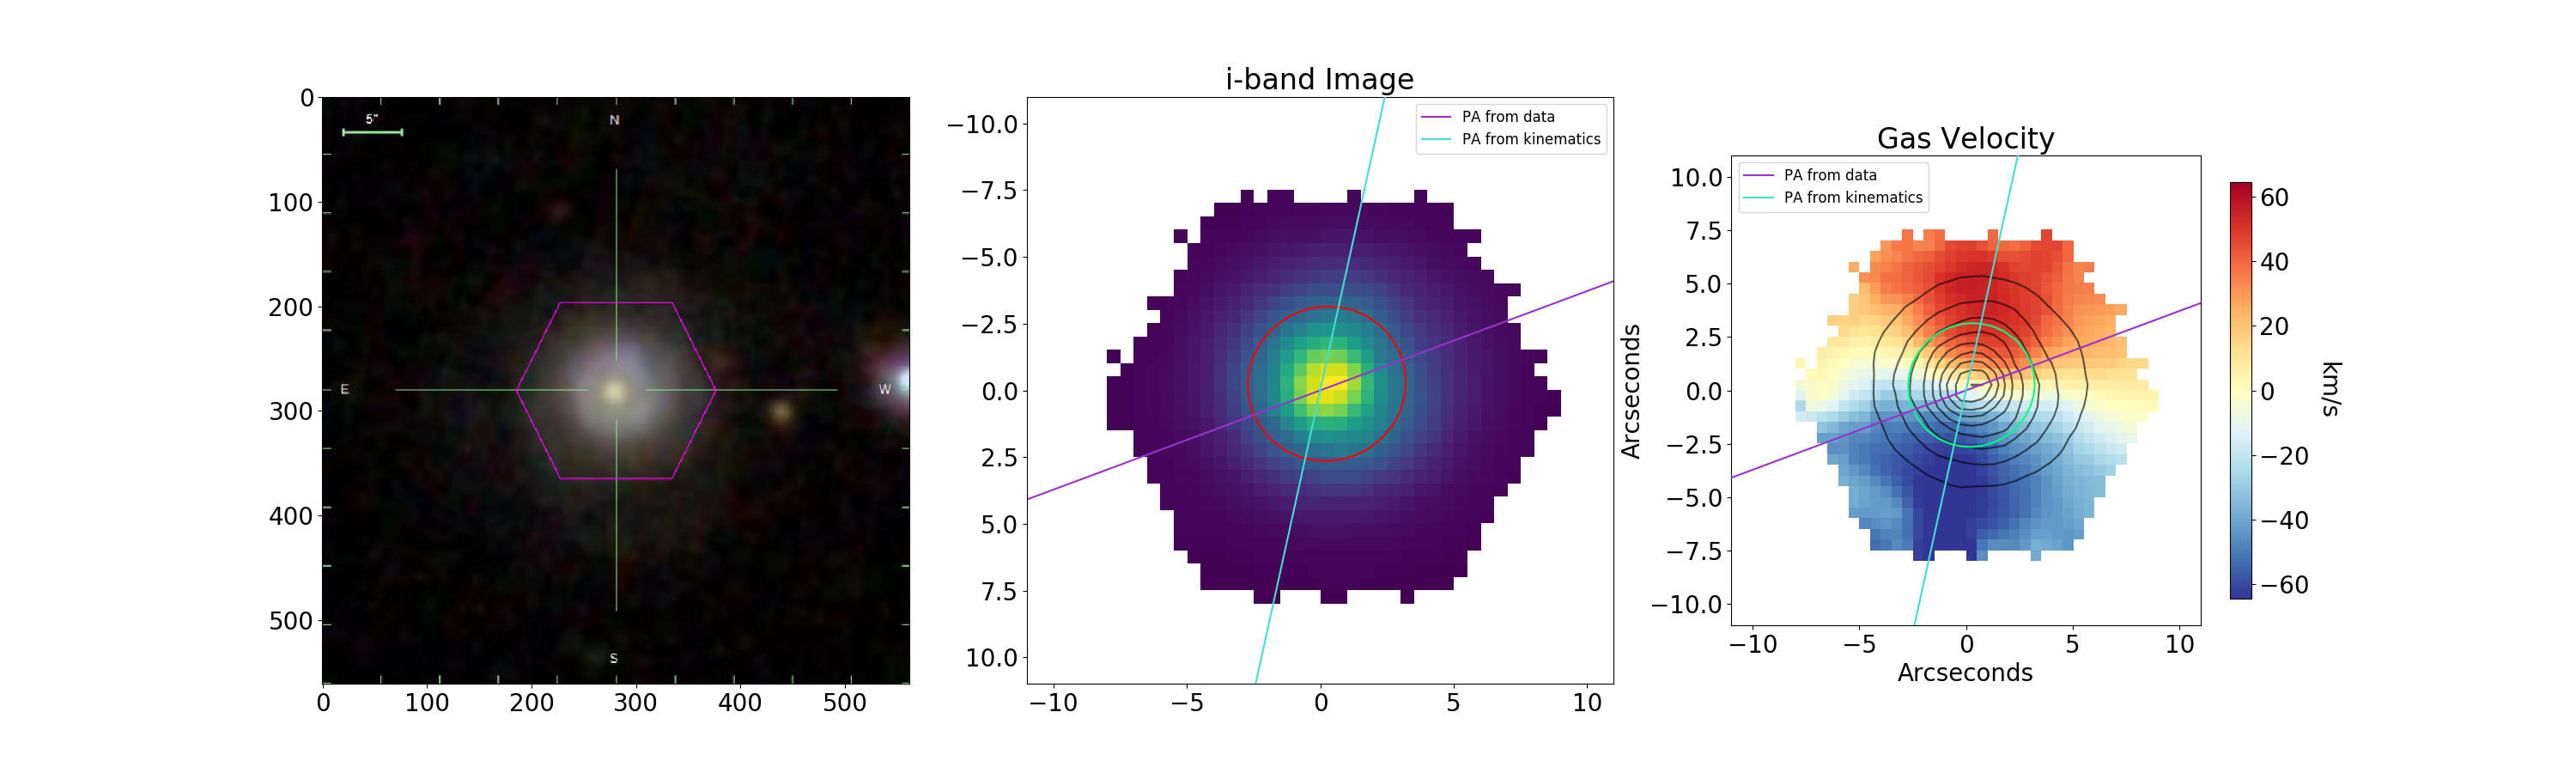 0
100
200
300
400
500
0 100 200 300 400 500
5"
N
E
W
S
i-band Image
PA from data
PA from kinematics
−10.0
−7.5
−5.0
−2.5
0.0
2.5
5.0
7.5
10.0
−10 −5 0 5 10
Gas Velocity
PA from data
PA from kinematics
Arcseconds
10.0
7.5
5.0
2.5
0.0
−2.5
−5.0
−7.5
−10.0
−10 −5 0 5 10
Arcseconds
60
40
20
0
−20
−40
−60
km/s